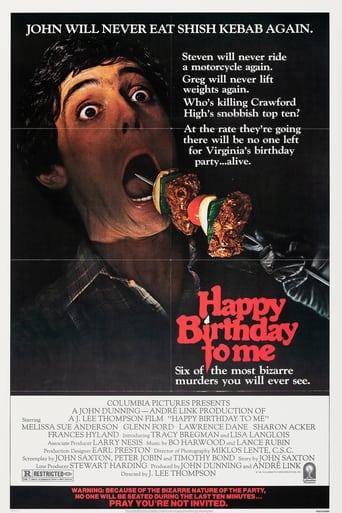 JOHN WILL NEVER EAT SHISH KEBAB AGAIN.
Steven will never ride
a motorcycle again.
Greg will never lift
weights again.
Who's killing Crawford
High's snobbish top ten?
At the rate they're going
there will be no one left
for Virginia's birthday
party...alive.
Happy
Birthday
to me
Six of the most bizarre
murders you will ever see.
COLUMBIA PICTURES PRESENTS
A JOHN DUNNING – ANDRÉ LINK PRODUCTION OF
A J. LEE THOMPSON FILM "HAPPY BIRTHDAY TO ME"
Starring MELISSA SUE ANDERSON GLENN FORD LAWRENCE DANE SHARON ACKER
FRANCES HYLAND Introducing TRACY BREGMAN and LISA LANGLOIS
Associate Producer LARRY NESIS Music by BO HARWOOD and LANCE RUBIN
Production Designer EARL PRESTON Director of Photography MIKLOS LENTE, C.S.C.
Screenplay by JOHN SAXTON, PETER JOBIN and TIMOTHY BOND Story by JOHN SAXTON
Line Producer STEWART HARDING Produced by JOHN DUNNING and ANDRÉ LINK
R RESTRICTED
Directed by J. LEE THOMPSON
WARNING: BECAUSE OF THE BIZARRE NATURE OF THE PARTY,
NO ONE WILL BE SEATED DURING THE LAST TEN MINUTES...
PRAY YOU'RE NOT INVITED.